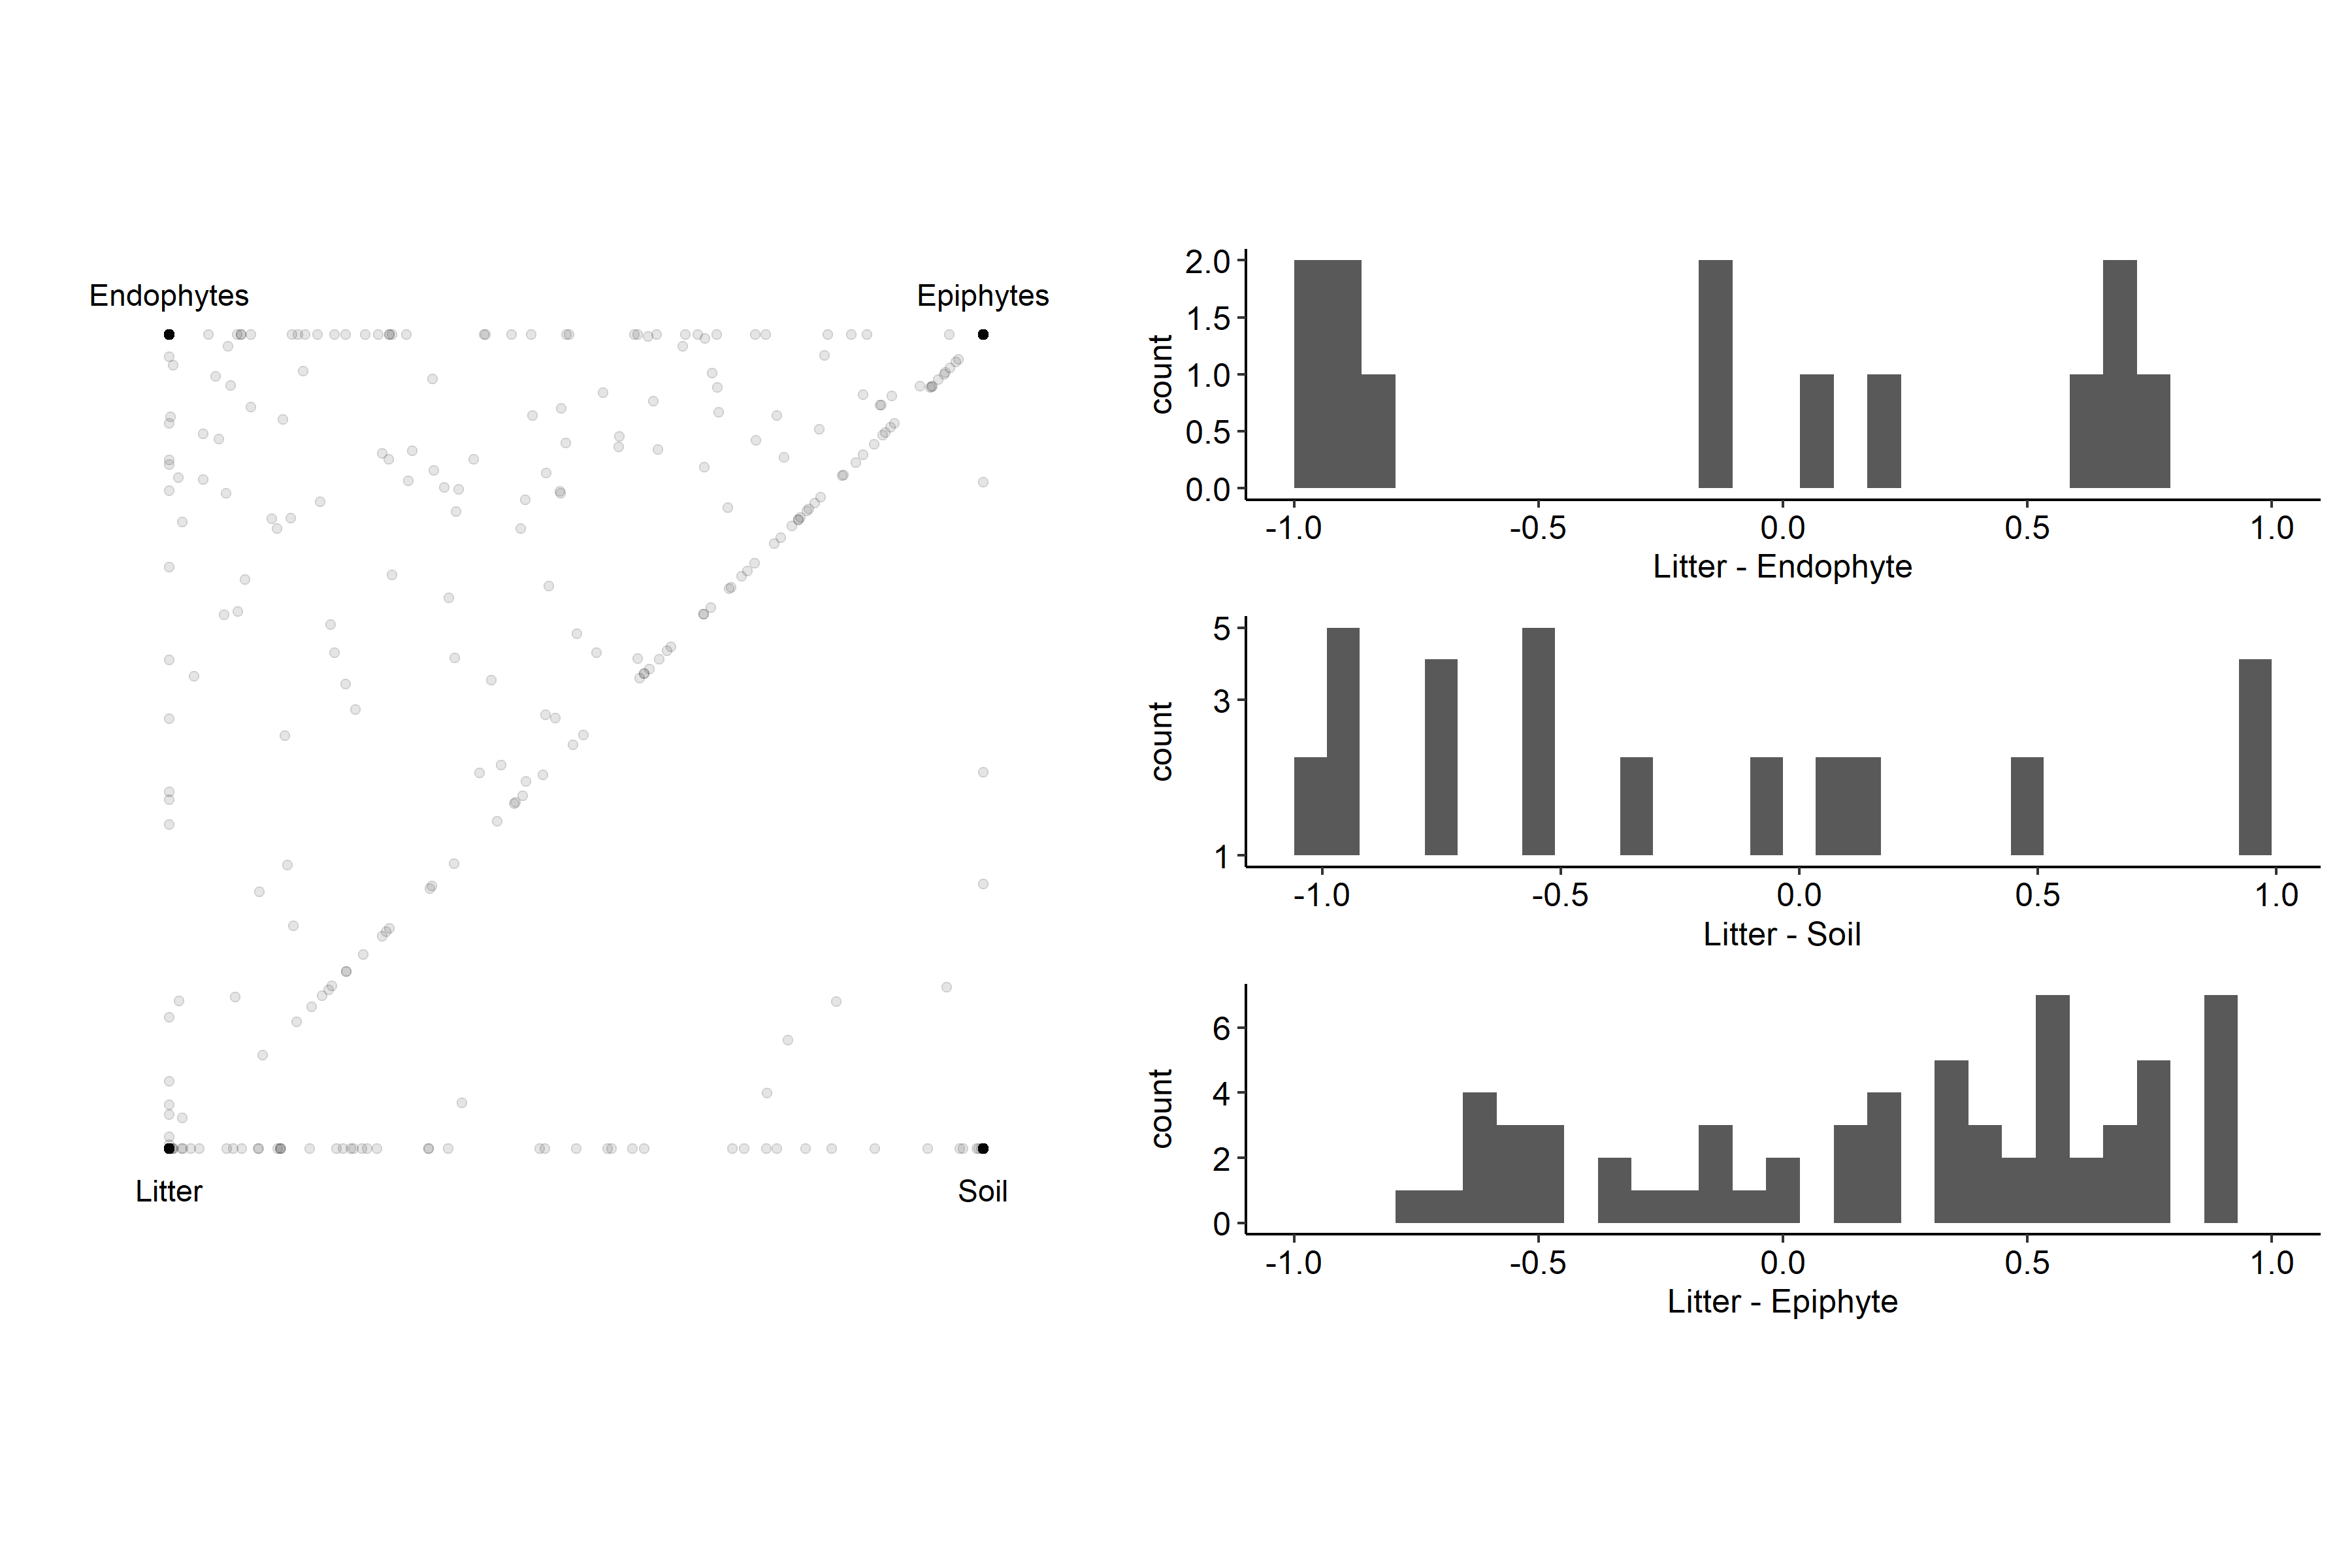 Endophytes Epiphytes
Litter Soil
count
2.0
1.5
1.0
0.5
0.0
-1.0 -0.5 0.0 0.5 1.0
Litter - Endophyte
count
5
3
1
-1.0 -0.5 0.0 0.5 1.0
Litter - Soil
count
6
4
2
0
-1.0 -0.5 0.0 0.5 1.0
Litter - Epiphyte